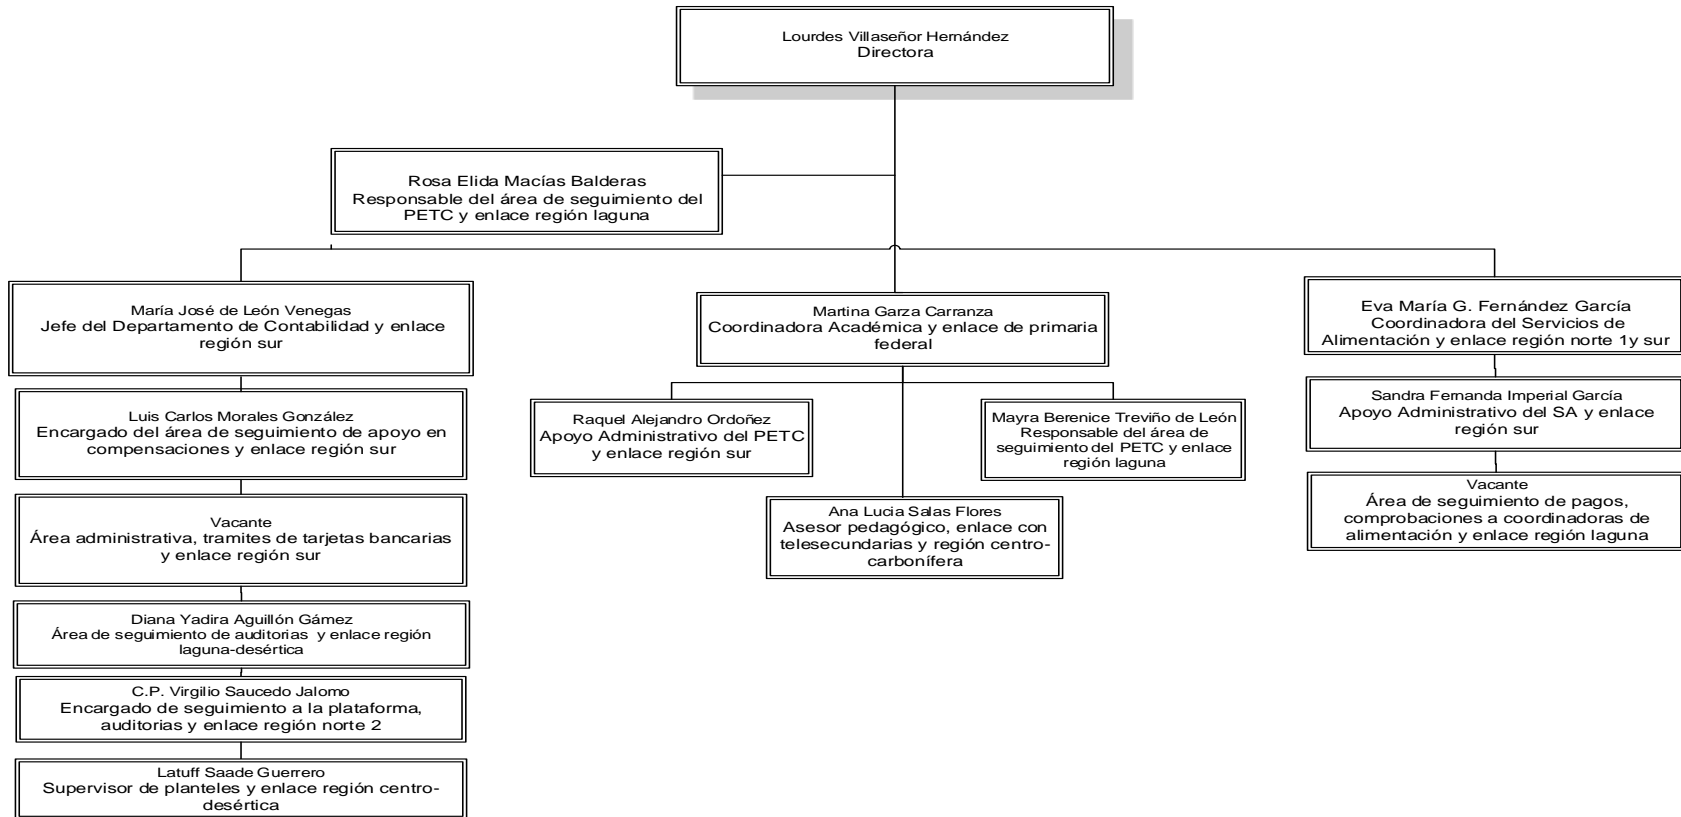 Lourdes Villaseñor Hernández
Directora
Rosa Elida Macías Balderas
Responsable del área de seguimiento del
PETC y enlace región laguna
María José de León Venegas
Jefe del Departamento de Contabilidad y enlace
región sur
Luis Carlos Morales González
Encargado del área de seguimiento de apoyo en
compensaciones y enlace región sur
Vacante
Área administrativa, tramites de tarjetas bancarias
y enlace región sur
Diana Yadira Aguillón Gámez
Área de seguimiento de auditorias y enlace región
laguna-desértica
C.P. Virgilio Saucedo Jalomo
Encargado de seguimiento a la plataforma,
auditorias y enlace región norte 2
Latuff Saade Guerrero
Supervisor de planteles y enlace región centro-
desértica
Martina Garza Carranza
Coordinadora Académica y enlace de primaria
federal
Raquel Alejandro Ordoñez
Apoyo Administrativo del PETC
y enlace región sur
Ana Lucia Salas Flores
Asesor pedagógico, enlace con
telesecundarias y región centro-
carbonífera
Mayra Berenice Treviño de León
Responsable del área de
seguimiento del PETC y enlace
región laguna
Eva María G. Fernández García
Coordinadora del Servicios de
Alimentación y enlace región norte 1y sur
Sandra Fernanda Imperial García
Apoyo Administrativo del SA y enlace
región sur
Vacante
Área de seguimiento de pagos,
comprobaciones a coordinadoras de
alimentación y enlace región laguna